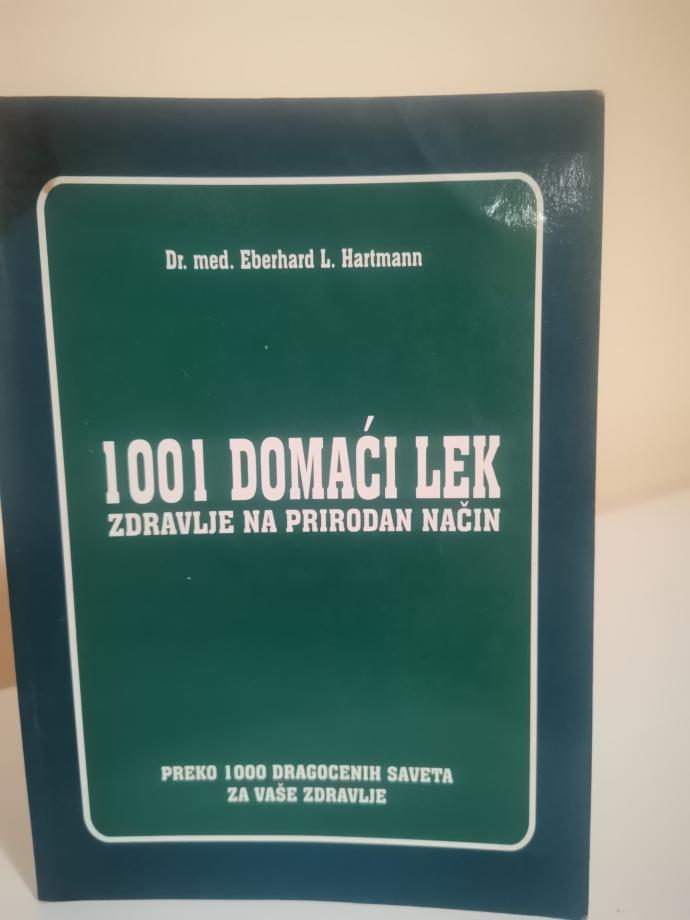 Dr. med. Eberhard L. Hartmann
1001 DOMAĆI LEK
ZDRAVLJE NA PRIRODAN NAČIN
PREKO 1000 DRAGOCENIH SAVETA
ZA VAŠE ZDRAVLJE